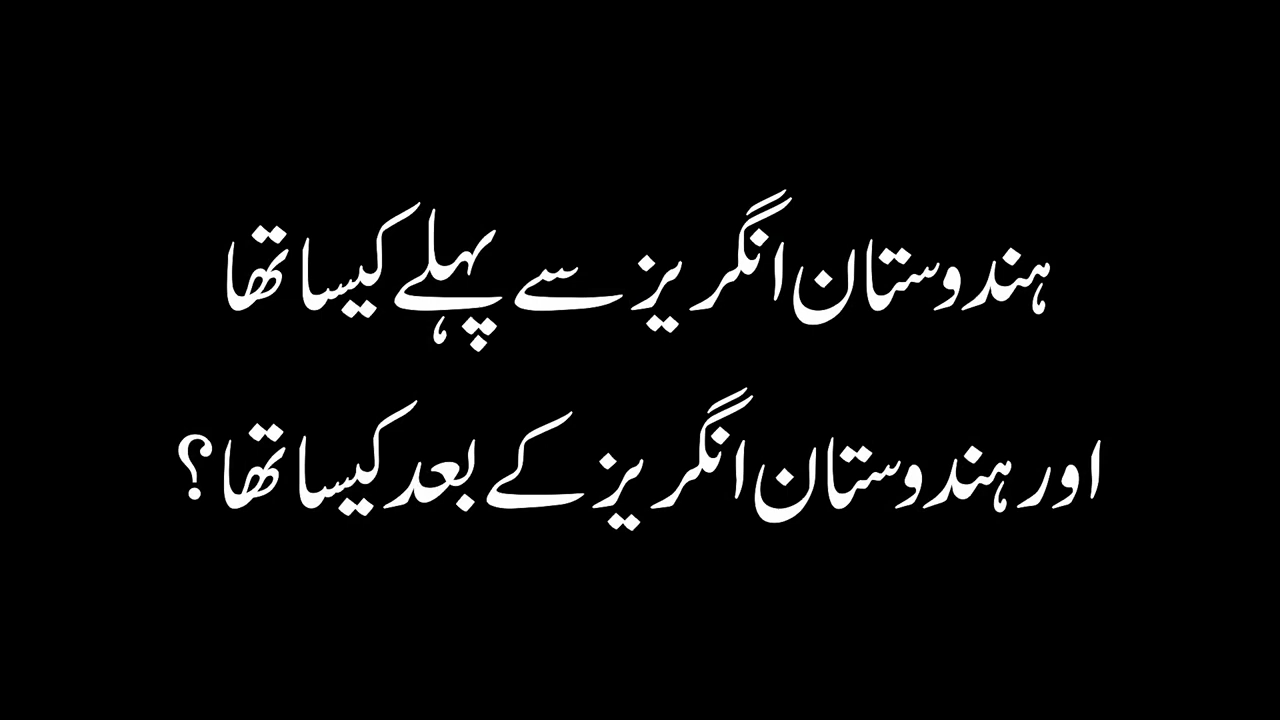 ہندوستان انگریز سے پہلے کیسا تھا
اور ہندوستان انگریز کے بعد کیسا تھا؟